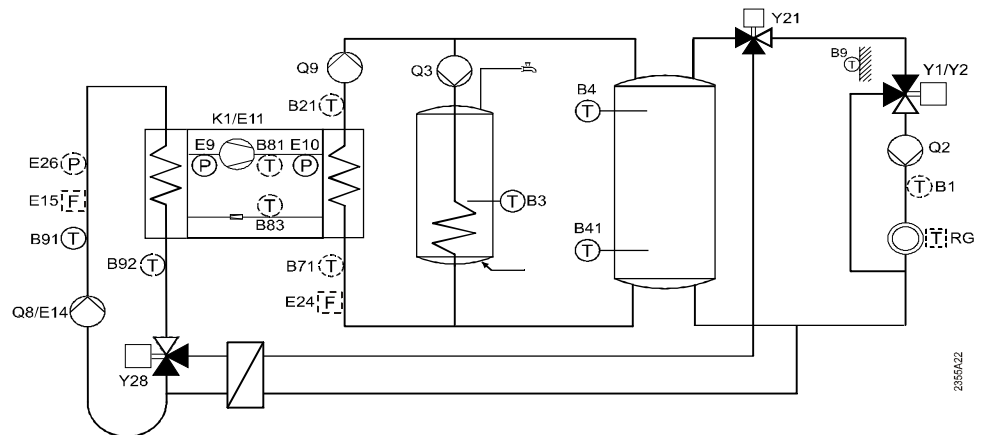 Y21
B9
T
Y1/Y2
Q9
Q3
B4
T
B21
T
K1/E11
E9
B81
E10
P
T
P
Q2
E26
P
E15
F
T
B83
T
B3
T
B1
B91
T
B41
T
T
RG
B92
T
B71
T
Q8/E14
E24
F
Y28
2355A22